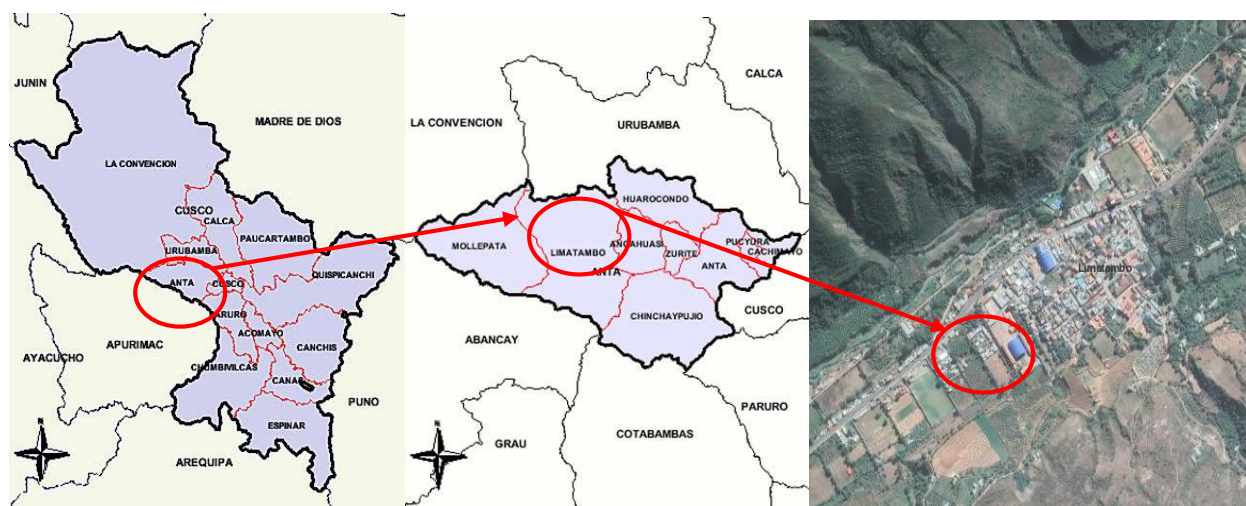 JUNIN
MADRE DE DIOS
LA CONVENCION
CUSCO
CALCA
PAUCARTAMBO
URUBAMBA
QUISPICANCHI
ANTA
CUSCO
PARURO
ACOMAYO
APURIMAC
CANCHIS
AYACUCHO
CHUMBIVILCAS
CANAS
PUNO
ESPINAR
N
AREQUIPA
CALCA
LA CONVENCION
URUBAMBA
HUAROCONDO
MOLLEPATA
LIMATAMBO
ANCAHUASI
ZURITE
PUCYURA
CACHIMAYO
ANTA
ANTA
CHINCHAYPUJIO
CUSCO
ABANCAY
PARURO
COTABAMBAS
GRAU
N
Limatambo